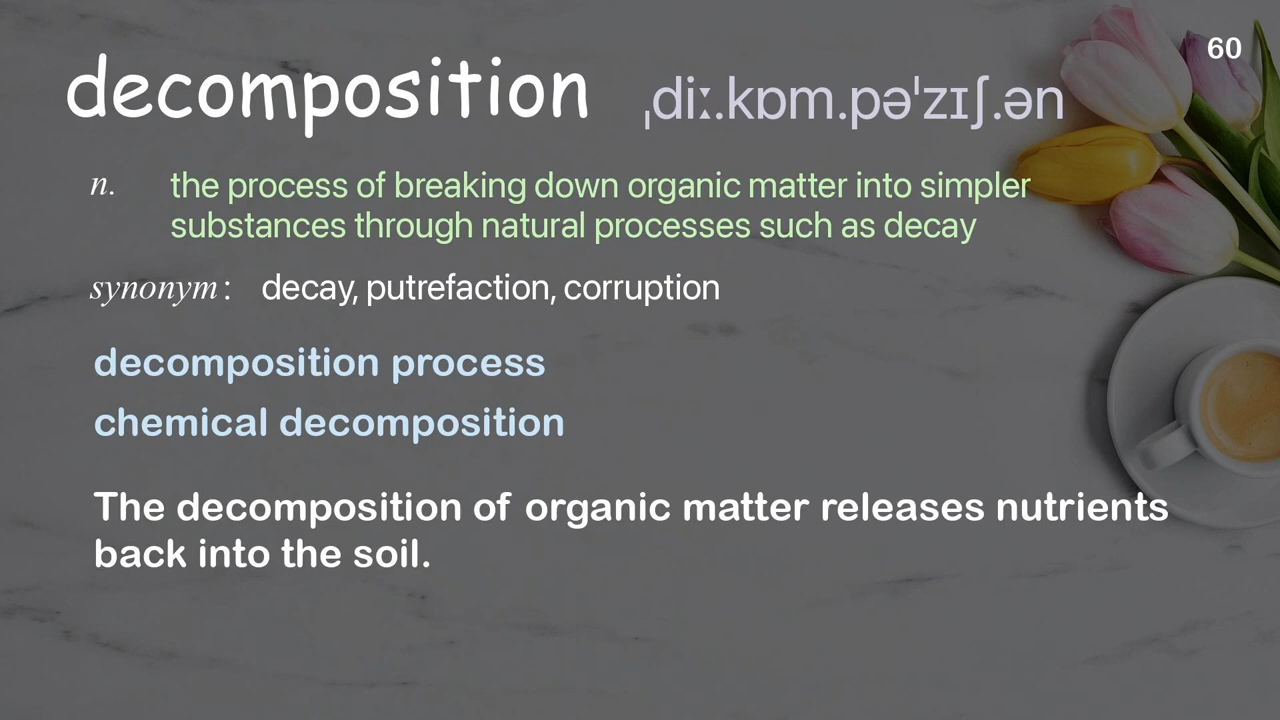 60
decomposition ˌdiː.kɒm.pəˈzɪʃ.ən
n. the process of breaking down organic matter into simpler
substances through natural processes such as decay
synonym: decay, putrefaction, corruption
decomposition process
chemical decomposition
The decomposition of organic matter releases nutrients
back into the soil.